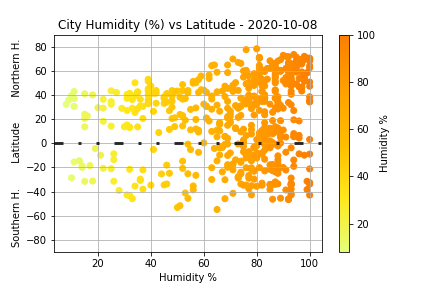 City Humidity (%) vs Latitude - 2020-10-08
Southern H. Latitude Northern H.
80
60
40
20
0
−20
−40
−60
−80
20 40 60 80 100
Humidity %
100
80
60
40
20
Humidity %